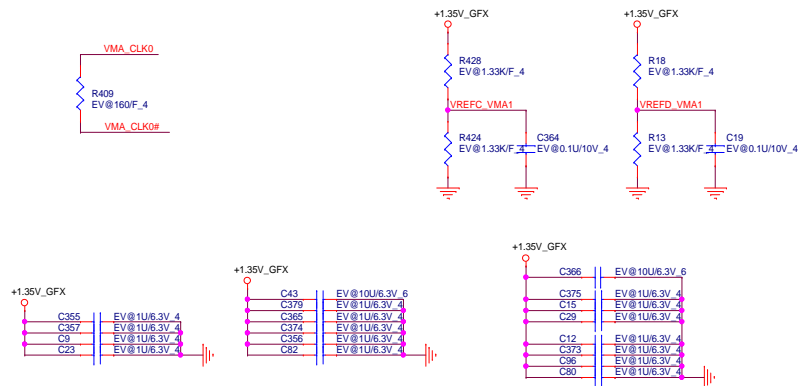 +1.35V_GFX
+1.35V_GFX
VMA_CLK0
R409
EV@160/F_4
VMA_CLK0#
R428
EV@1.33K/F_4
VREFC_VMA1
R424
EV@1.33K/F_4
C364
EV@0.1U/10V_4
R18
EV@1.33K/F_4
VREFD_VMA1
R13
EV@1.33K/F_4
C19
EV@0.1U/10V_4
+1.35V_GFX
C355 EV@1U/6.3V_4
C357 EV@1U/6.3V_4
C9 EV@1U/6.3V_4
C23 EV@1U/6.3V_4
+1.35V_GFX
C43 EV@10U/6.3V_6
C379 EV@1U/6.3V_4
C365 EV@1U/6.3V_4
C374 EV@1U/6.3V_4
C356 EV@1U/6.3V_4
C82 EV@1U/6.3V_4
+1.35V_GFX
C366 EV@10U/6.3V_6
C375 EV@1U/6.3V_4
C15 EV@1U/6.3V_4
C29 EV@1U/6.3V_4
C12 EV@1U/6.3V_4
C373 EV@1U/6.3V_4
C96 EV@1U/6.3V_4
C80 EV@1U/6.3V_4